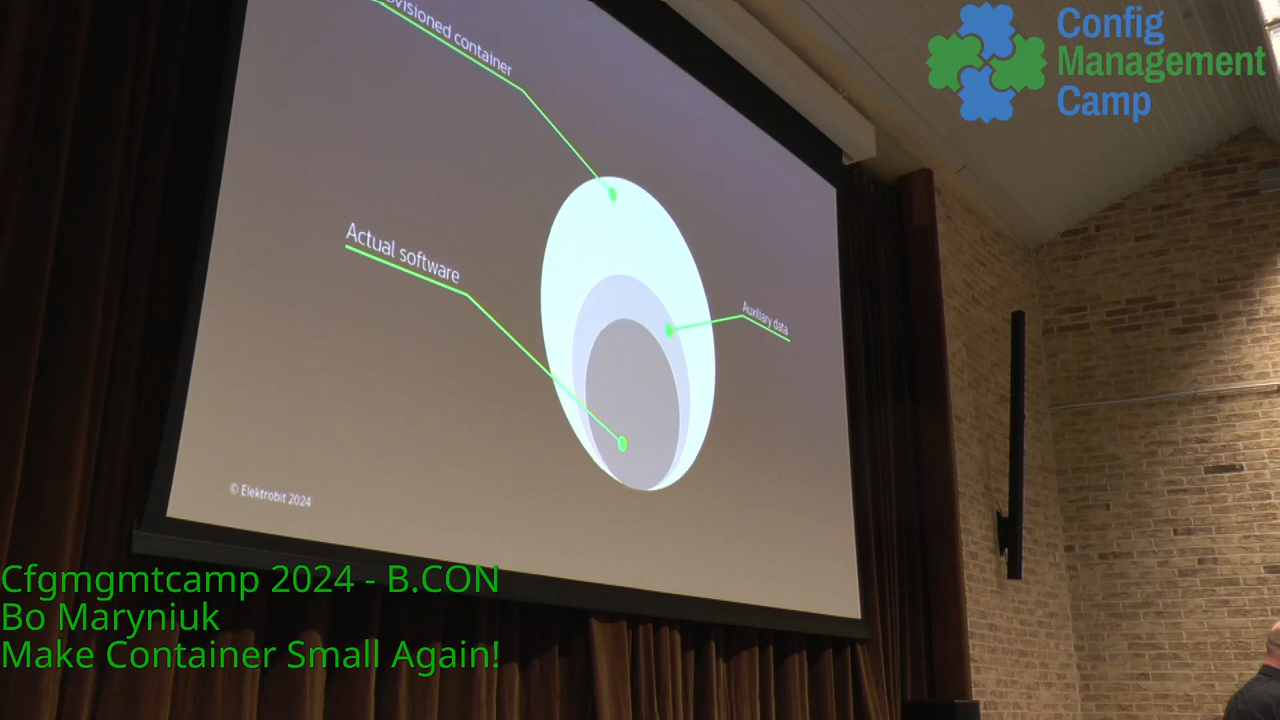 Config
Management
Camp
visioned container
Actual software
Auxiliary data
© Elektrobit 2024
Cfgmgmtcamp 2024 - B.CON
Bo Maryniuk
Make Container Small Again!